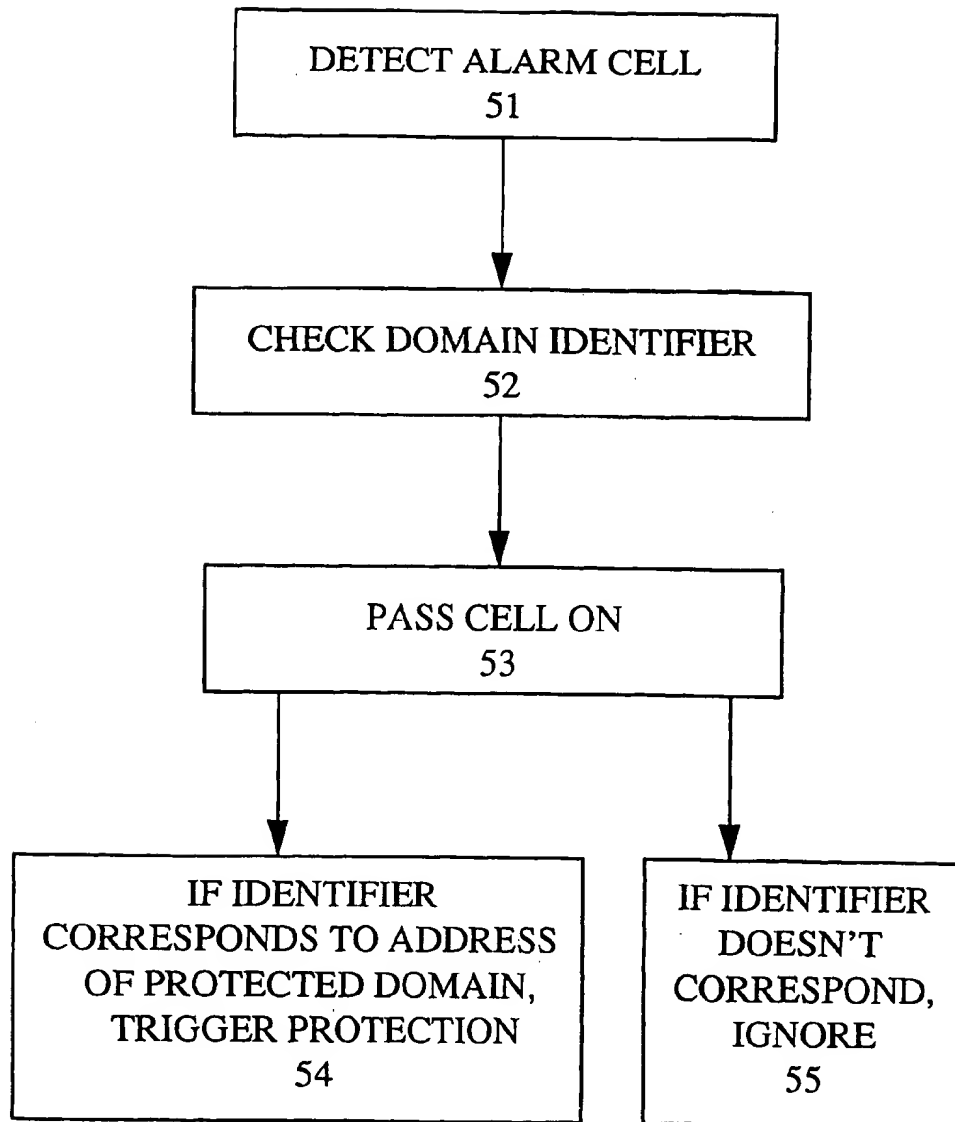 DETECT ALARM CELL
51
CHECK DOMAIN IDENTIFIER
52
PASS CELL ON
53
IF IDENTIFIER
CORRESPONDS TO ADDRESS
OF PROTECTED DOMAIN,
TRIGGER PROTECTION
54
IF IDENTIFIER
DOESN'T
CORRESPOND,
IGNORE
55